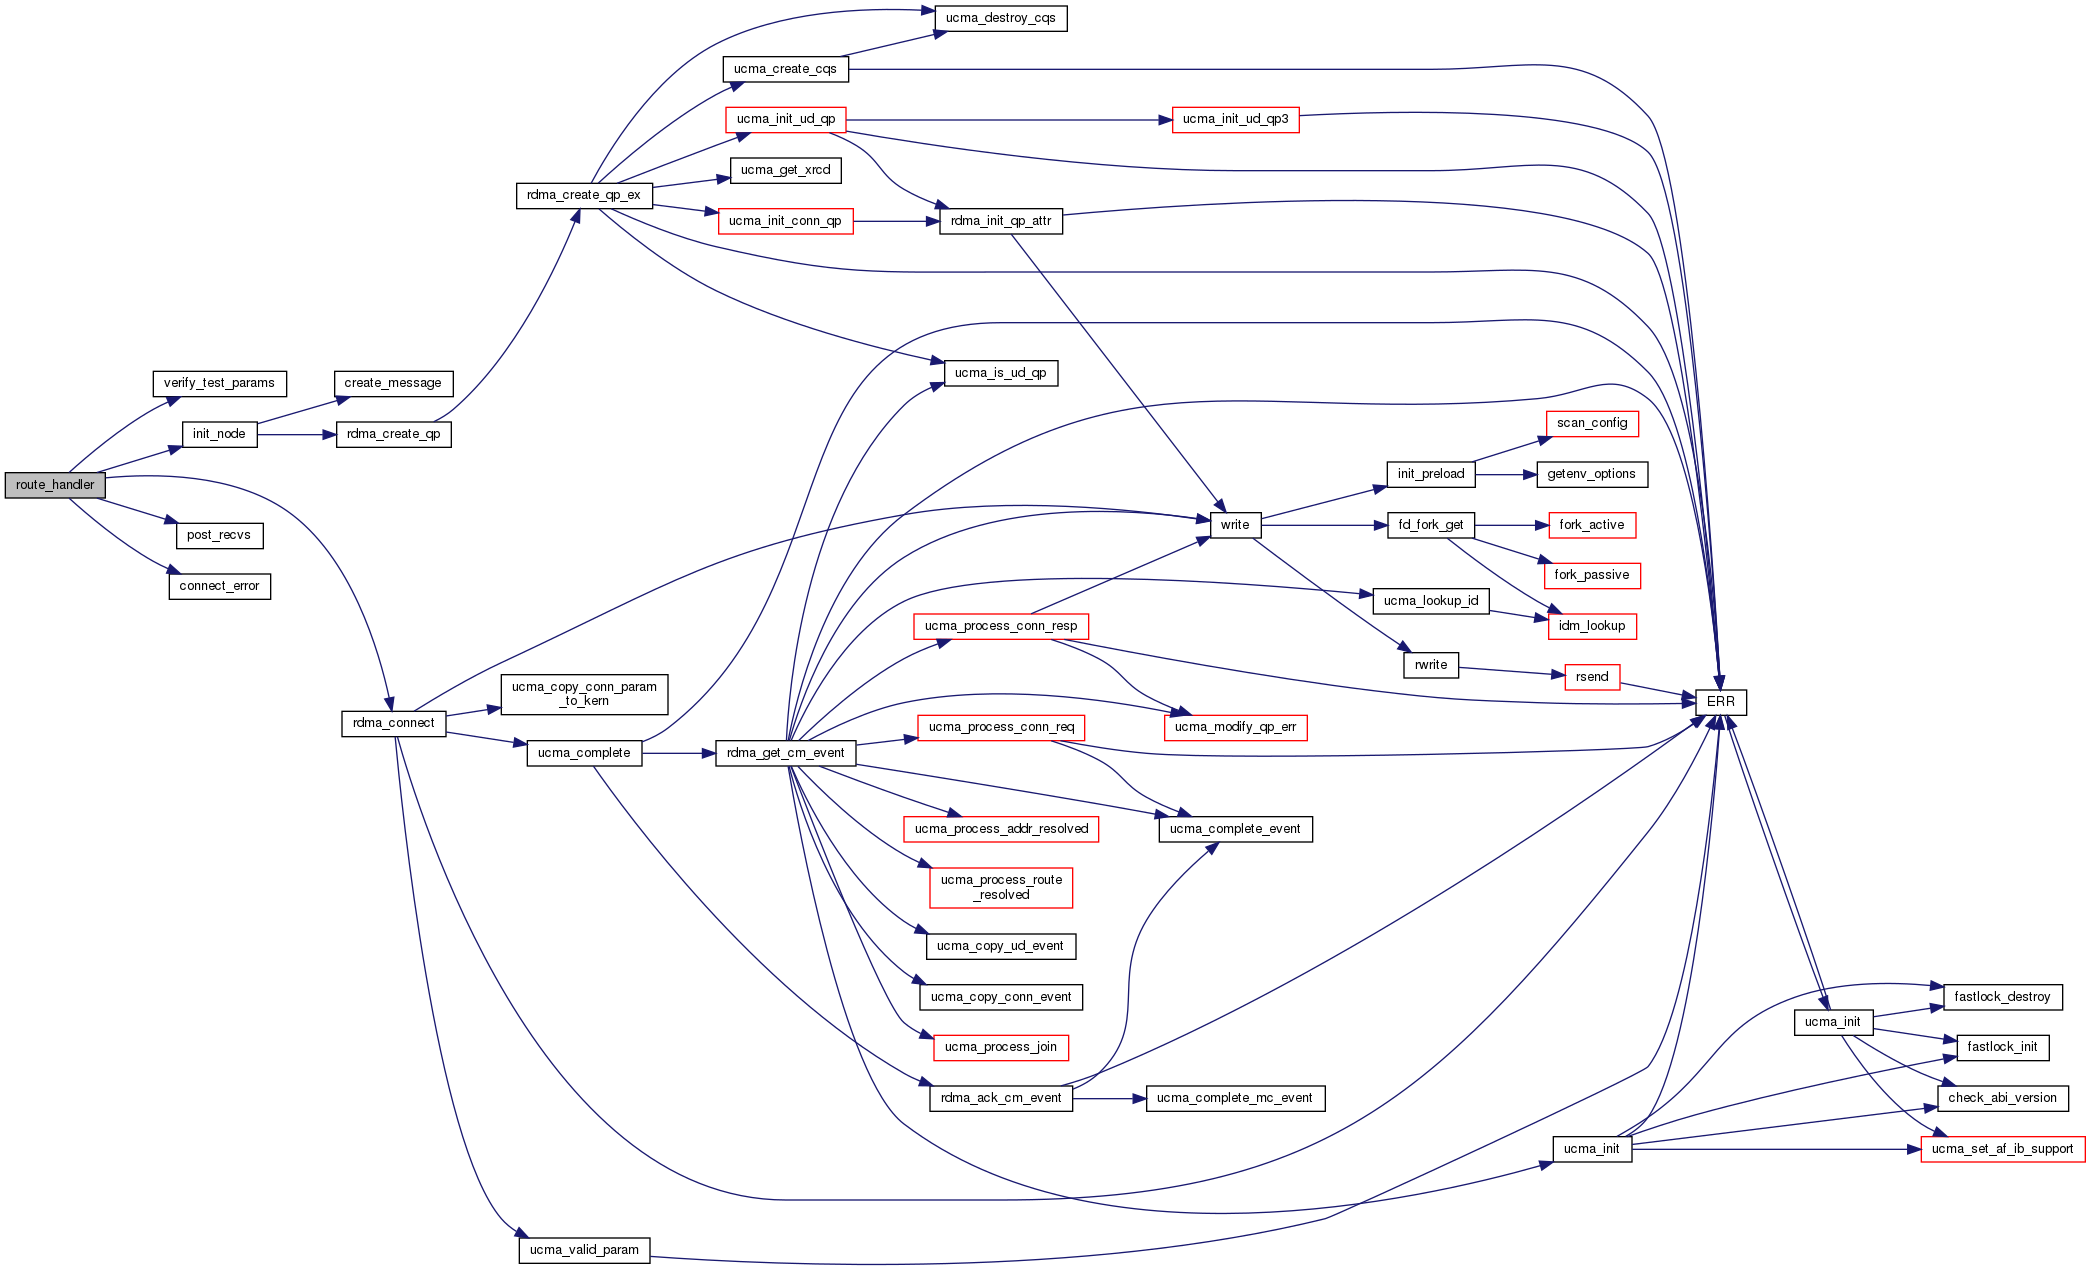 ucma_destroy_cqs
ucma_create_cqs
ucma_init_ud_qp
ucma_init_ud_qp3
ucma_get_xrcd
rdma_create_qp_ex
ucma_init_conn_qp
rdma_init_qp_attr
ucma_is_ud_qp
verify_test_params
create_message
init_node
rdma_create_qp
scan_config
init_preload
getenv_options
route_handler
write
fd_fork_get
fork_active
post_recvs
connect_error
fork_passive
ucma_lookup_id
idm_lookup
ucma_process_conn_resp
rwrite
rsend
ucma_copy_conn_param
_to_kern
ERR
rdma_connect
ucma_process_conn_req
ucma_modify_qp_err
ucma_complete
rdma_get_cm_event
ucma_process_addr_resolved
ucma_complete_event
ucma_process_route
_resolved
ucma_copy_ud_event
ucma_copy_conn_event
fastlock_destroy
ucma_init
fastlock_init
ucma_process_join
rdma_ack_cm_event
ucma_complete_mc_event
check_abi_version
ucma_init
ucma_set_af_ib_support
ucma_valid_param